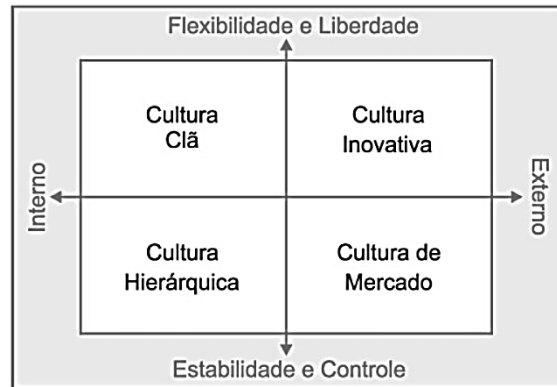 Flexibilidade e Liberdade
Cultura
Clã
Cultura
Inovativa
Interno
Externo
Cultura
Hierárquica
Cultura de
Mercado
Estabilidade e Controle